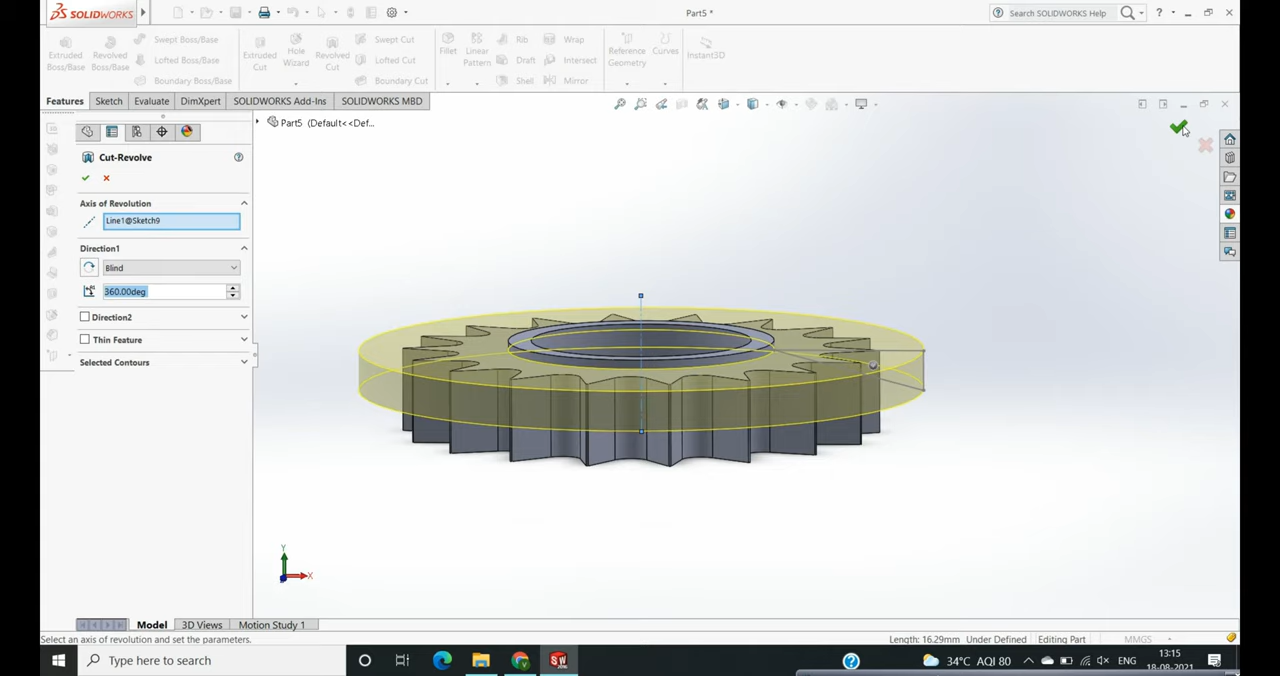 SOLIDWORKS
Part5 *
Search SOLIDWORKS Help
?
Extruded Boss/Base
Revolved Boss/Base
Swept Boss/Base
Lofted Boss/Base
Boundary Boss/Base
Extruded Cut
Hole Wizard
Revolved Cut
Swept Cut
Lofted Cut
Boundary Cut
Fillet
Linear Pattern
Rib
Draft
Shell
Wrap
Intersect
Mirror
Reference Geometry
Curves
Instant3D
Features
Sketch
Evaluate
DimXpert
SOLIDWORKS Add-Ins
SOLIDWORKS MBD
Part5 (Default<<Def...
Cut-Revolve
?
Axis of Revolution
Line1@Sketch9
Direction1
Blind
360.00deg
Direction2
Thin Feature
Selected Contours
Y
X
Model
3D Views
Motion Study 1
Select an axis of revolution and set the parameters.
Length: 16.29mm
Under Defined
Editing Part
MMGS
Type here to search
SW
?
34°C AQI 80
ENG
13:15
18-08-2021